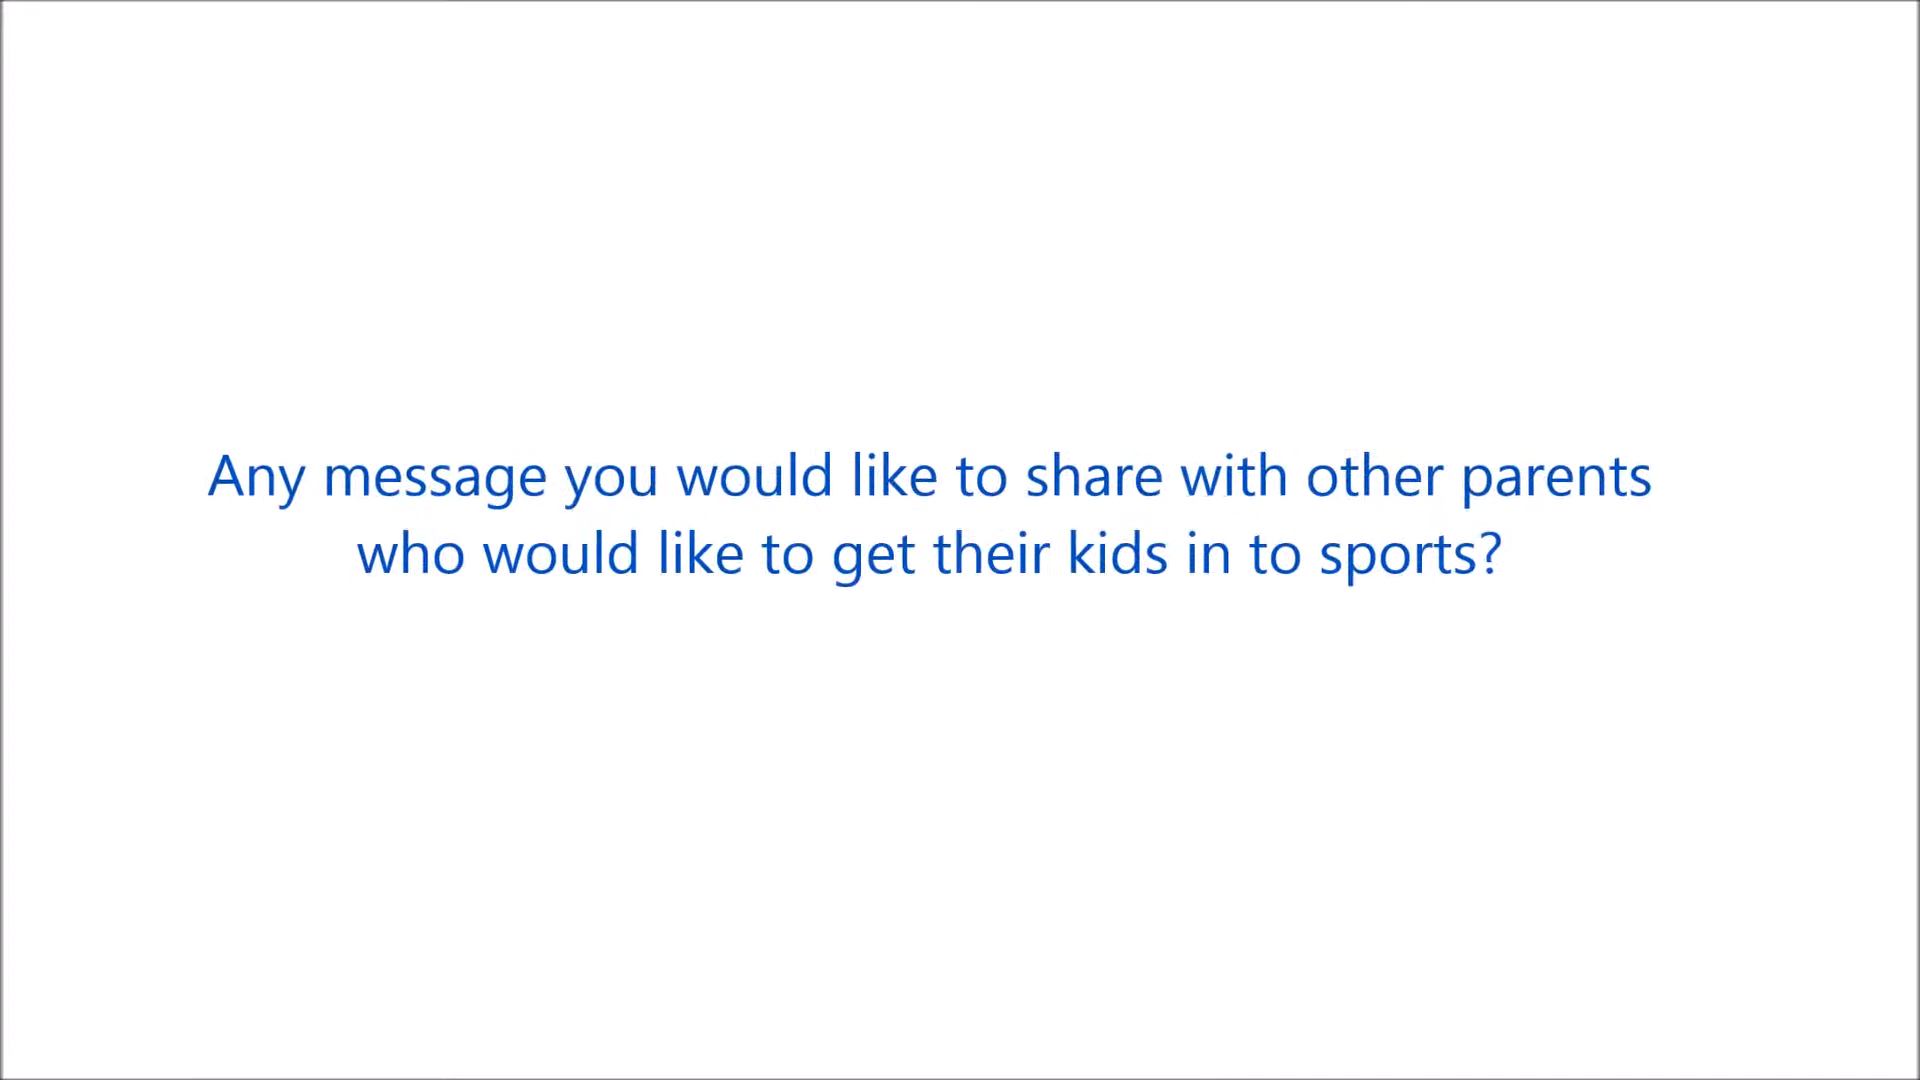 Any message you would like to share with other parents
who would like to get their kids in to sports?